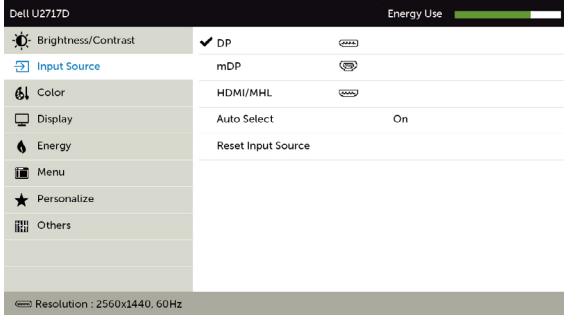 Dell U2717D Energy Use
Brightness/Contrast
Input Source
Color
Display
Energy
Menu
Personalize
Others
DP
mDP
HDMI/MHL
Auto Select On
Reset Input Source
Resolution : 2560x1440, 60Hz